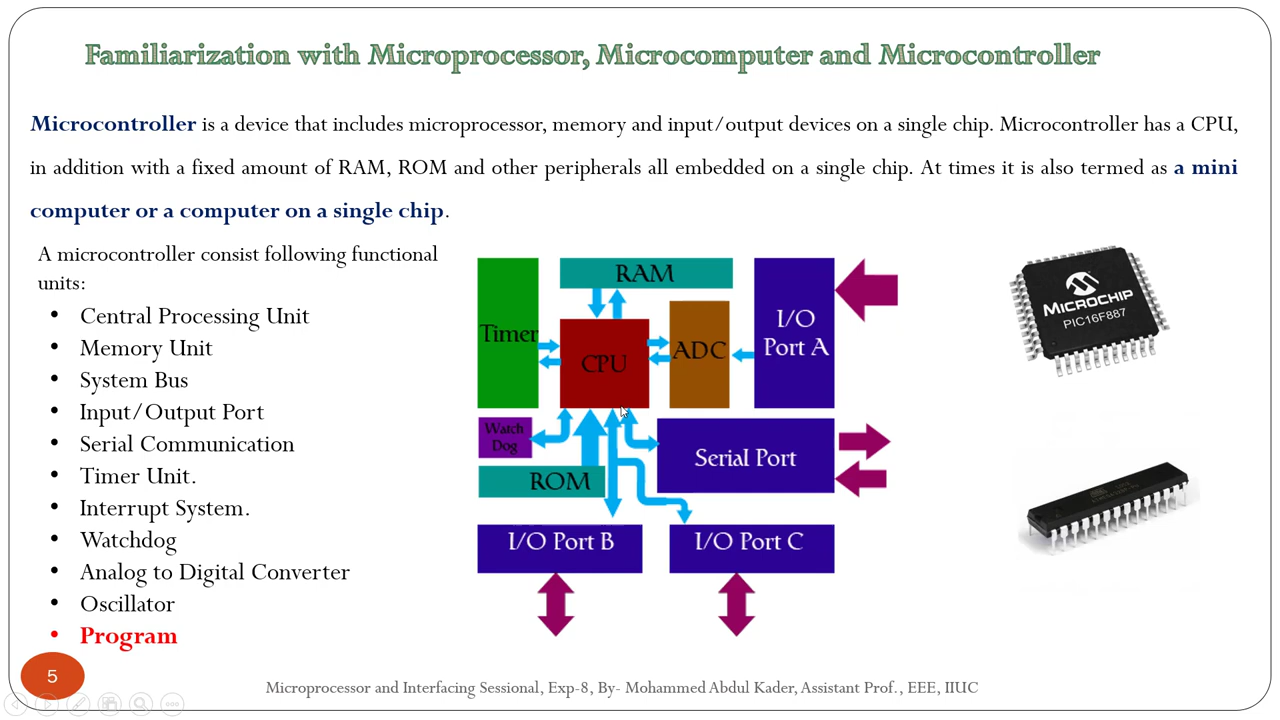 Familiarization with Microprocessor, Microcomputer and Microcontroller
Microcontroller is a device that includes microprocessor, memory and input/output devices on a single chip. Microcontroller has a CPU,
in addition with a fixed amount of RAM, ROM and other peripherals all embedded on a single chip. At times it is also termed as a mini
computer or a computer on a single chip.
A microcontroller consist following functional
units:
• Central Processing Unit
• Memory Unit
• System Bus
• Input/Output Port
• Serial Communication
• Timer Unit.
• Interrupt System.
• Watchdog
• Analog to Digital Converter
• Oscillator
• Program
RAM
Timer
CPU
ADC
I/O
Port A
Watch
Dog
ROM
Serial Port
I/O Port B
I/O Port C
MICROCHIP
PIC16F887
5
Microprocessor and Interfacing Sessional, Exp-8, By- Mohammed Abdul Kader, Assistant Prof., EEE, IIUC